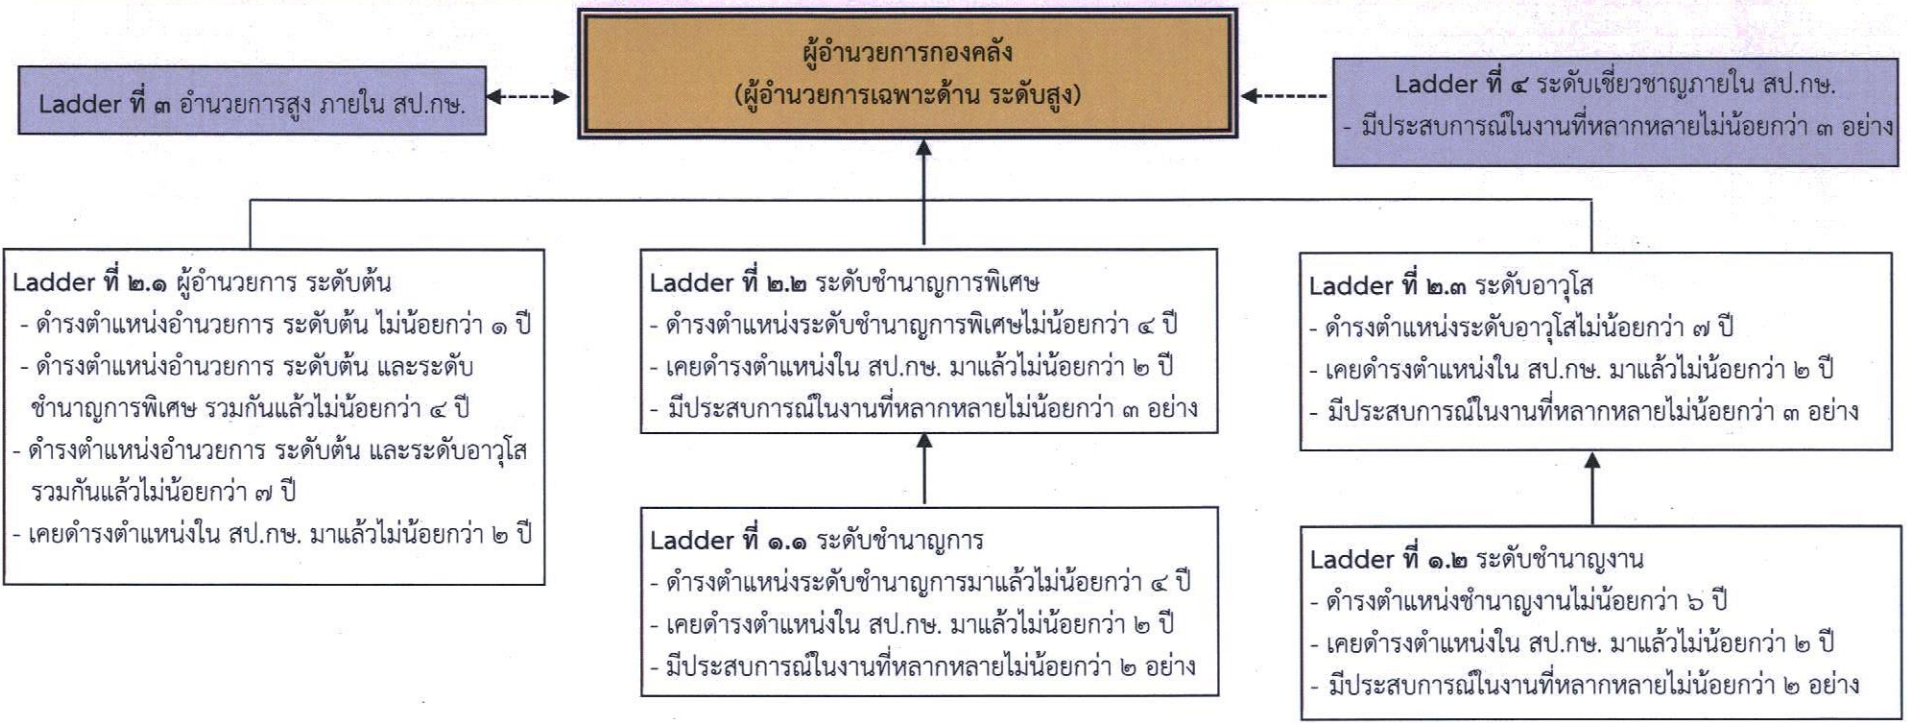 ผู้อำนวยการกองคลัง
(ผู้อำนวยการเฉพาะด้าน ระดับสูง)
Ladder ที่ ๓ อำนวยการสูง ภายใน สป.กษ.
Ladder ที่ ๔ ระดับเชี่ยวชาญภายใน สป.กษ.
- มีประสบการณ์ในงานที่หลากหลายไม่น้อยกว่า ๓ อย่าง
Ladder ที่ ๒.๑ ผู้อำนวยการ ระดับต้น
- ดำรงตำแหน่งอำนวยการ ระดับต้น ไม่น้อยกว่า ๑ ปี
- ดำรงตำแหน่งอำนวยการ ระดับต้น และระดับ
ชำนาญการพิเศษ รวมกันแล้วไม่น้อยกว่า ๔ ปี
- ดำรงตำแหน่งอำนวยการ ระดับต้น และระดับอาวุโส
รวมกันแล้วไม่น้อยกว่า ๗ ปี
- เคยดำรงตำแหน่งใน สป.กษ. มาแล้วไม่น้อยกว่า ๒ ปี
Ladder ที่ ๒.๒ ระดับชำนาญการพิเศษ
- ดำรงตำแหน่งระดับชำนาญการพิเศษไม่น้อยกว่า ๔ ปี
- เคยดำรงตำแหน่งใน สป.กษ. มาแล้วไม่น้อยกว่า ๒ ปี
- มีประสบการณ์ในงานที่หลากหลายไม่น้อยกว่า ๓ อย่าง
Ladder ที่ ๒.๓ ระดับอาวุโส
- ดำรงตำแหน่งระดับอาวุโสไม่น้อยกว่า ๗ ปี
- เคยดำรงตำแหน่งใน สป.กษ. มาแล้วไม่น้อยกว่า ๒ ปี
- มีประสบการณ์ในงานที่หลากหลายไม่น้อยกว่า ๓ อย่าง
Ladder ที่ ๑.๑ ระดับชำนาญการ
- ดำรงตำแหน่งระดับชำนาญการมาแล้วไม่น้อยกว่า ๔ ปี
- เคยดำรงตำแหน่งใน สป.กษ. มาแล้วไม่น้อยกว่า ๒ ปี
- มีประสบการณ์ในงานที่หลากหลายไม่น้อยกว่า ๒ อย่าง
Ladder ที่ ๑.๒ ระดับชำนาญงาน
- ดำรงตำแหน่งชำนาญงานไม่น้อยกว่า ๖ ปี
- เคยดำรงตำแหน่งใน สป.กษ. มาแล้วไม่น้อยกว่า ๒ ปี
- มีประสบการณ์ในงานที่หลากหลายไม่น้อยกว่า ๒ อย่าง